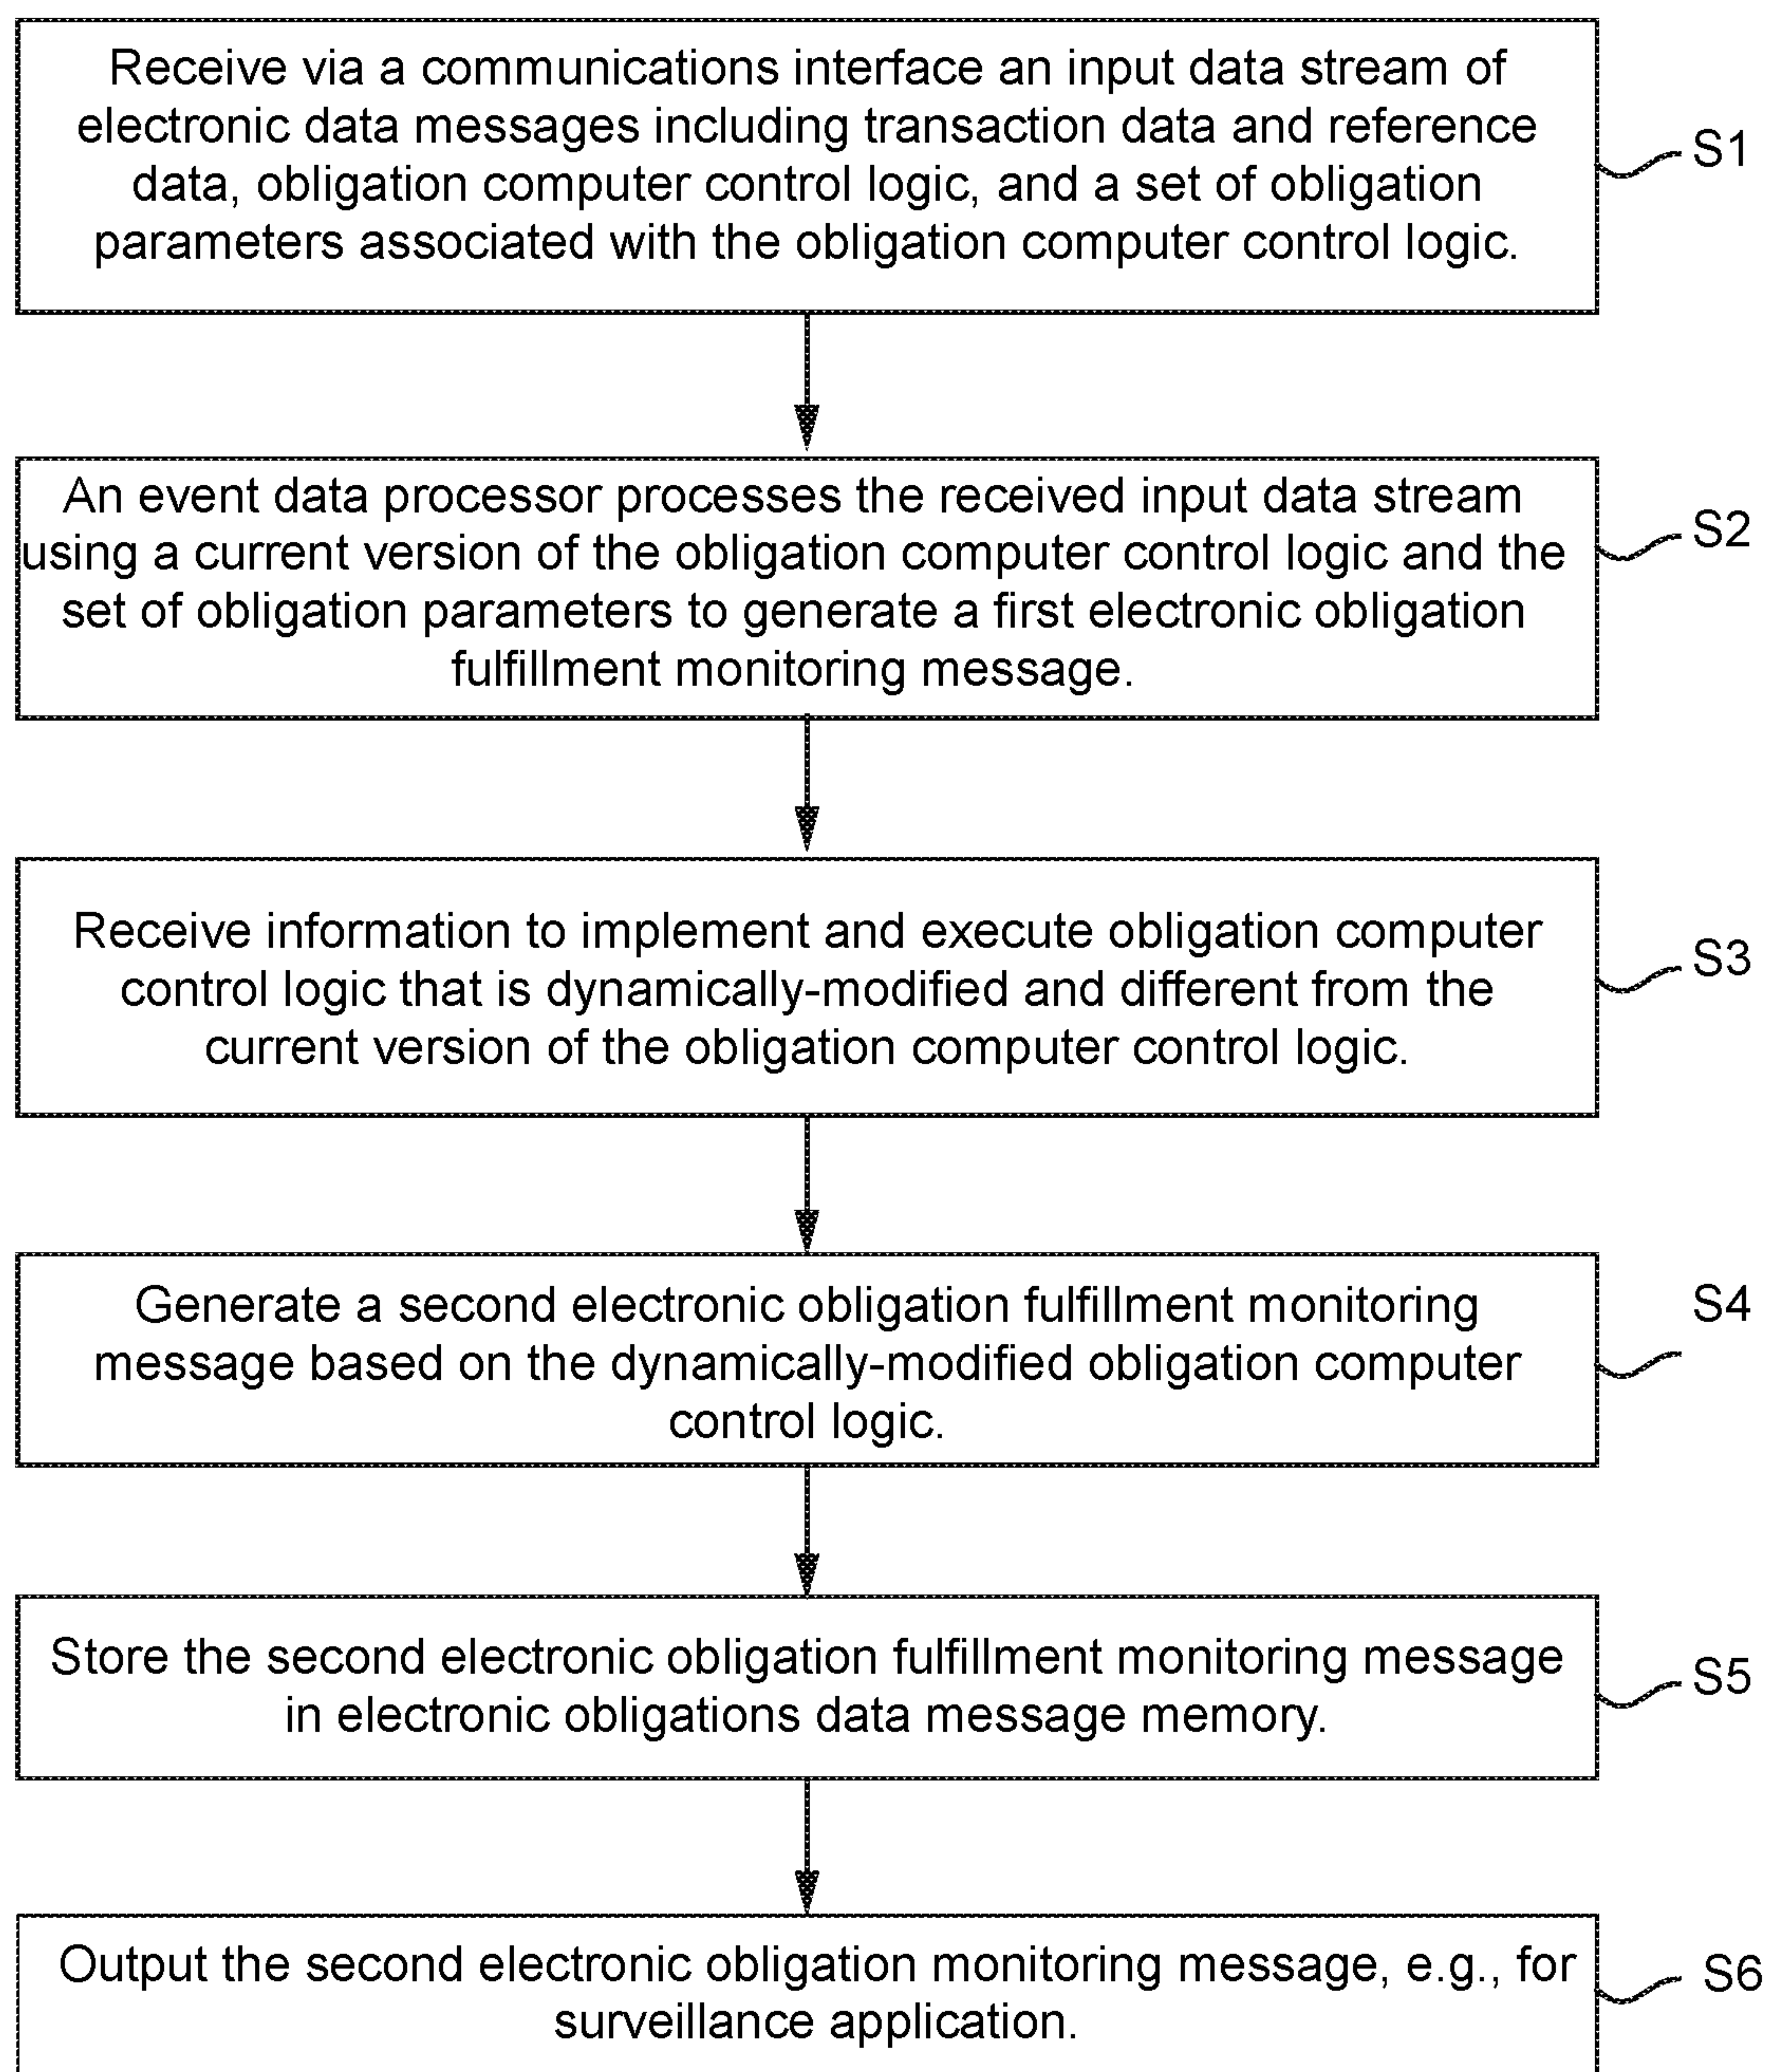 Receive via a communications interface an input data stream of
electronic data messages including transaction data and reference
data, obligation computer control logic, and a set of obligation
parameters associated with the obligation computer control logic.
S1
An event data processor processes the received input data stream
using a current version of the obligation computer control logic and the
set of obligation parameters to generate a first electronic obligation
fulfillment monitoring message.
S2
Receive information to implement and execute obligation computer
control logic that is dynamically-modified and different from the
current version of the obligation computer control logic.
S3
Generate a second electronic obligation fulfillment monitoring
message based on the dynamically-modified obligation computer
control logic.
S4
Store the second electronic obligation fulfillment monitoring message
in electronic obligations data message memory.
S5
Output the second electronic obligation monitoring message, e.g., for
surveillance application.
S6